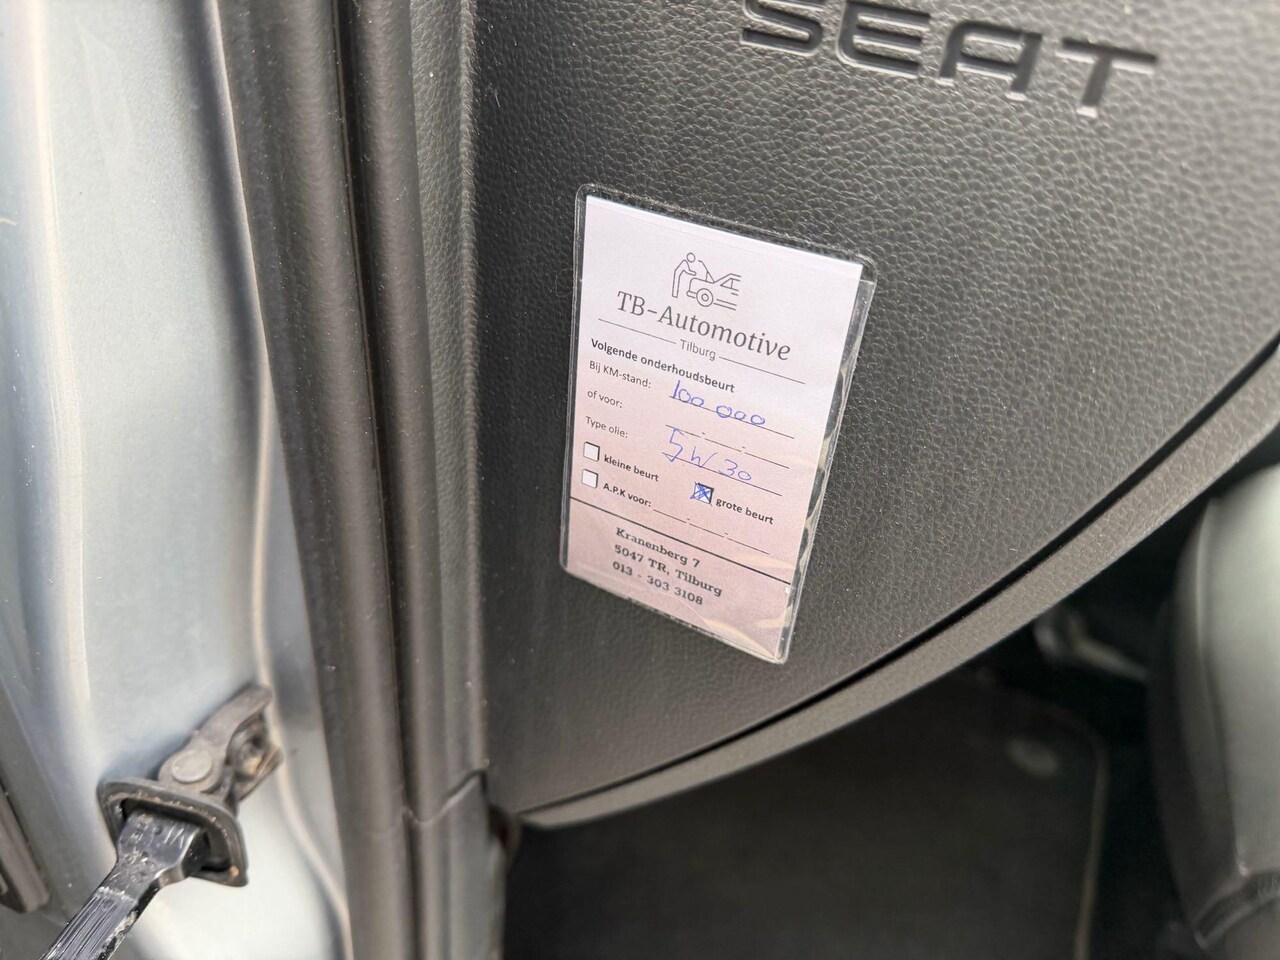 SEAT
TB-Automotive
Tilburg
Volgende onderhoudsbeurt
Bij KM-stand: 100 000
of voor:
Type olie: 5W30
kleine beurt grote beurt
A.P.K voor:
Kranenberg 7
5047 TR, Tilburg
013 - 303 3108